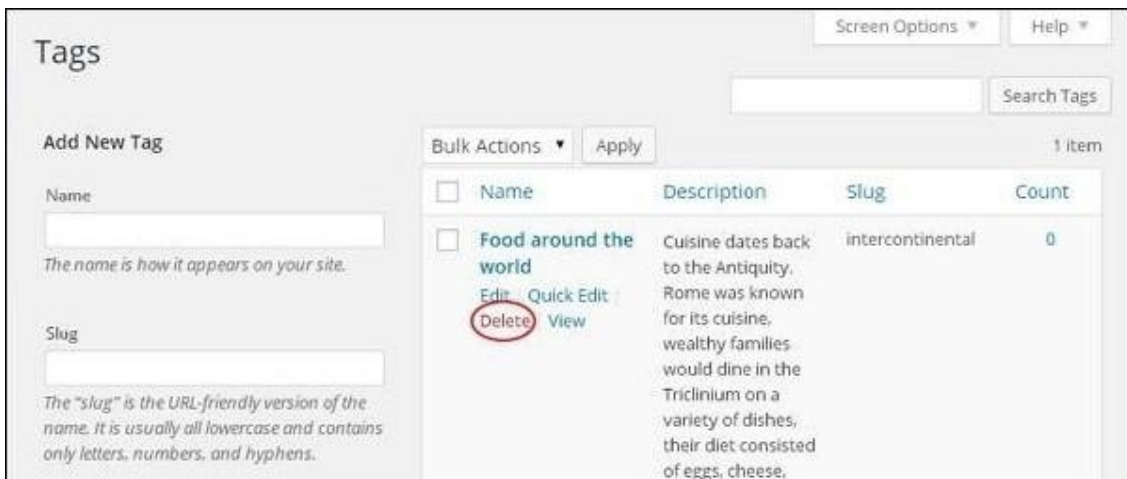 Screen Options ▼
Help ▼
Tags
Search Tags
Add New Tag
Bulk Actions ▼
Apply
1 item
Name
The name is how it appears on your site.
Slug
The "slug" is the URL-friendly version of the
name. It is usually all lowercase and contains
only letters, numbers, and hyphens.
Name
Description
Slug
Count
Food around the
world
Edit | Quick Edit |
Delete View
Cuisine dates back
to the Antiquity.
Rome was known
for its cuisine,
wealthy families
would dine in the
Triclinium on a
variety of dishes,
their diet consisted
of eggs, cheese,
intercontinental
0